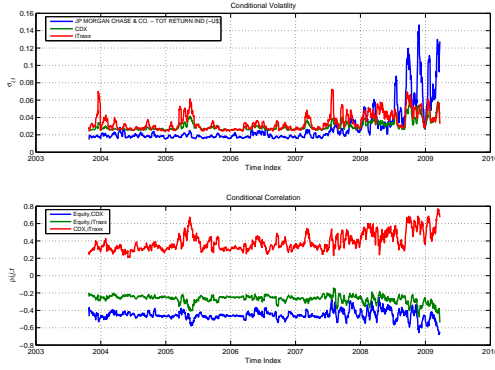 Conditional Volatility
JP MORGAN CHASE & CO. - TOT RETURN IND (~U$)
CDX
iTraxx
0.16
0.14
0.12
0.1
0.08
0.06
0.04
0.02
0
2003 2004 2005 2006 2007 2008 2009 2010
Time Index
Conditional Correlation
Equity,CDX
Equity,iTraxx
CDX,iTraxx
0.8
0.6
0.4
0.2
0
−0.2
−0.4
−0.6
−0.8
2003 2004 2005 2006 2007 2008 2009 2010
Time Index